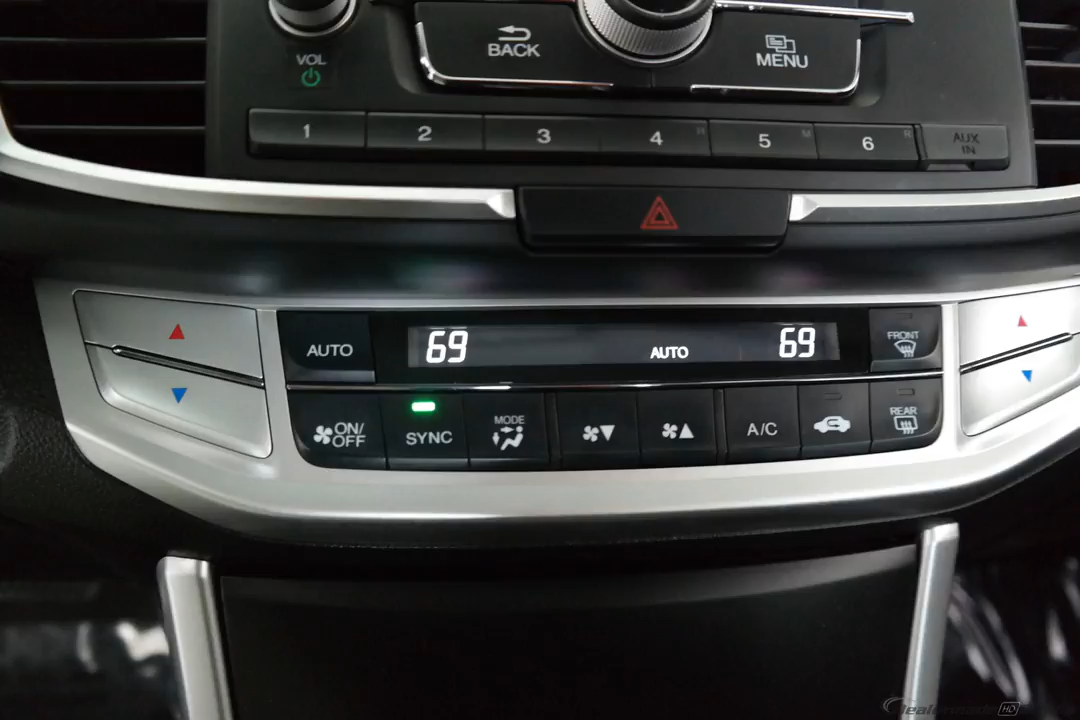 VOL
BACK
MENU
1 2 3 4 5 6
AUX
IN
AUTO
69
AUTO
69
FRONT
ON/
OFF
SYNC
MODE
A/C
REAR
HD